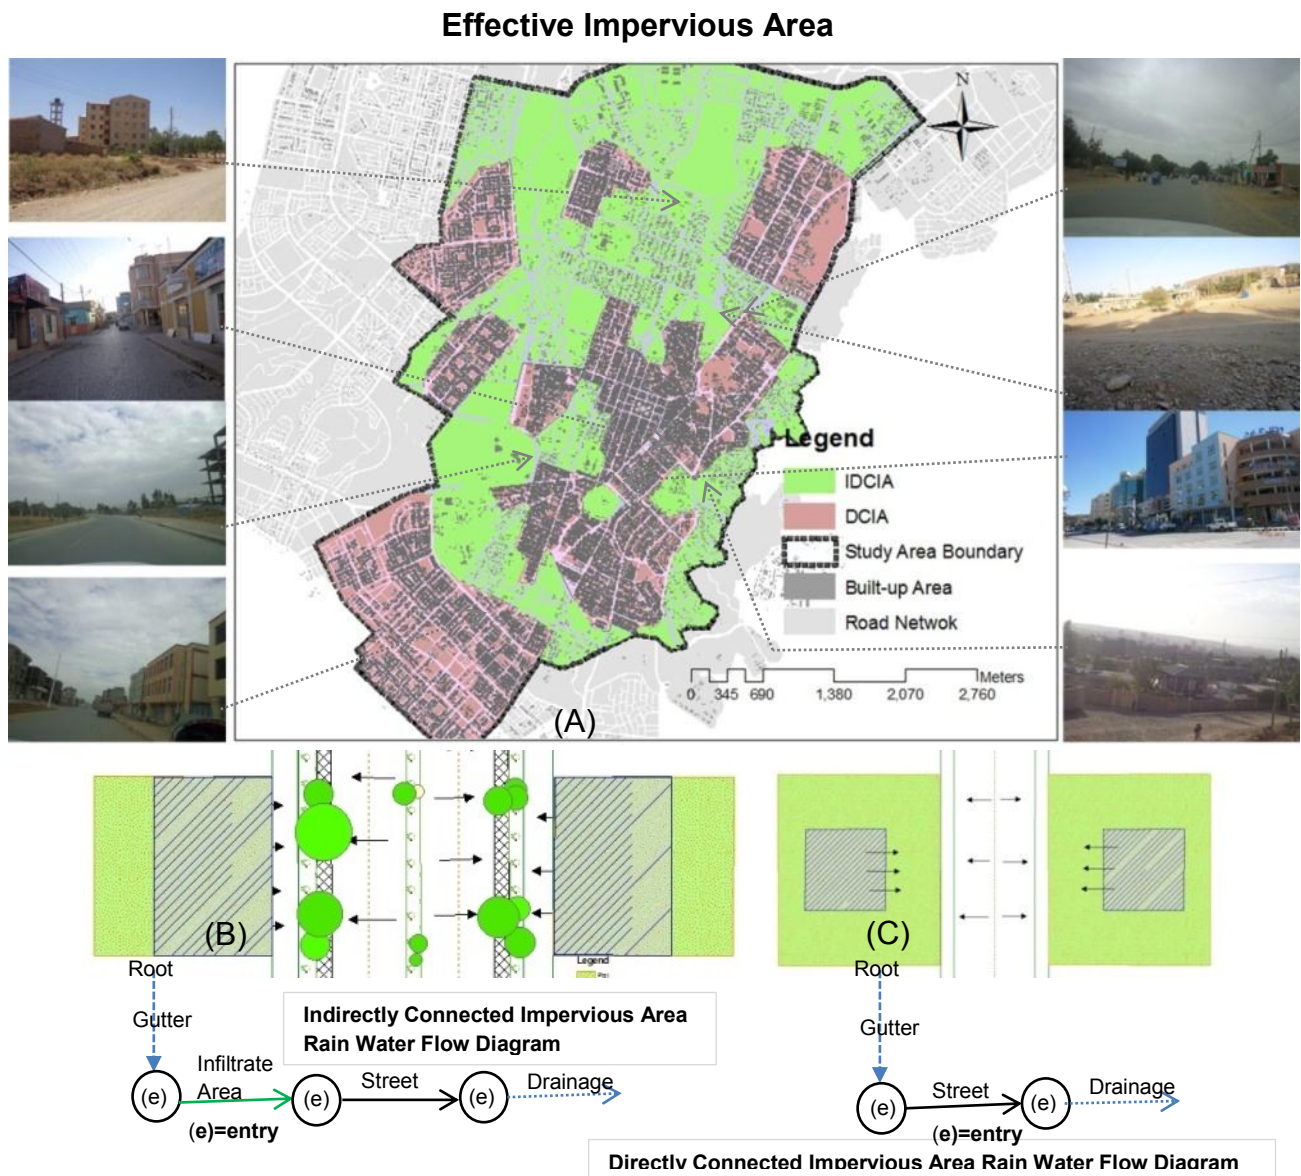 Effective Impervious Area
N
Legend
IDCIA
DCIA
Study Area Boundary
Built-up Area
Road Netwok
Meters
0 345 690 1,380 2,070 2,760
(A)
(B)
(C)
Legend
Root
Gutter
Infiltrate
Area
(e)
(e)
Street
(e)
Drainage
(e)=entry
Indirectly Connected Impervious Area
Rain Water Flow Diagram
Root
Gutter
(e)
Street
(e)
Drainage
(e)=entry
Directly Connected Impervious Area Rain Water Flow Diagram